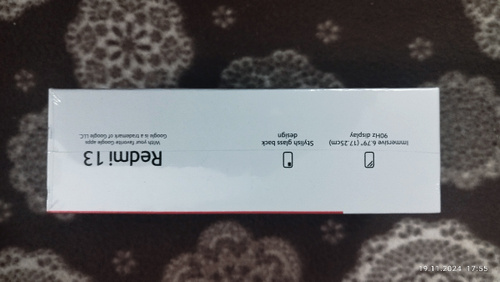 Redmi 13
With your favorite Google apps
Google is a trademark of Google LLC
Stylish glass back
design
Immersive 6.79" (17.25cm)
90Hz display
19.11.2024 17:55